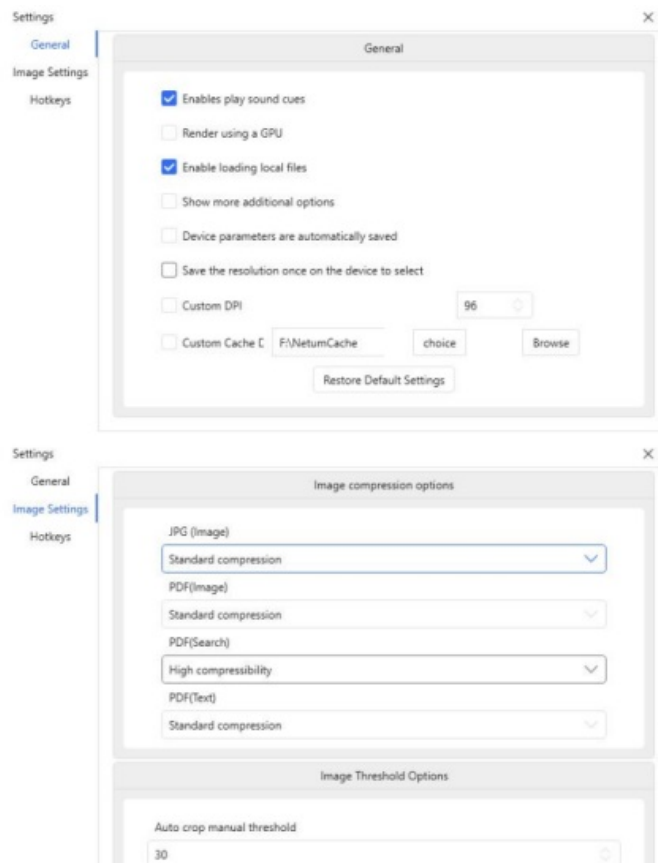 Settings
General
General
Image Settings
Hotkeys
Enables play sound cues
Render using a GPU
Enable loading local files
Show more additional options
Device parameters are automatically saved
Save the resolution once on the device to select
Custom DPI 96
Custom Cache D F:\NetumCache choice Browse
Restore Default Settings
Settings
General
Image Settings
Hotkeys
Image compression options
JPG (Image)
Standard compression
PDF(Image)
Standard compression
PDF(Search)
High compressibility
PDF(Text)
Standard compression
Image Threshold Options
Auto crop manual threshold
30